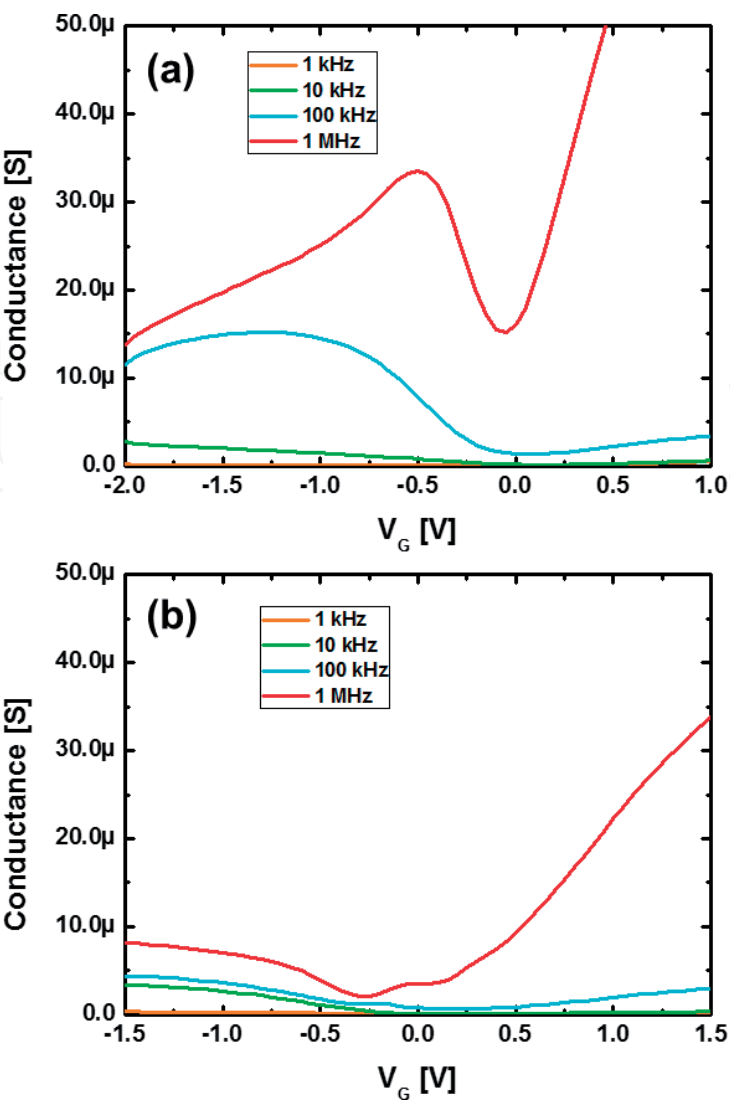 (a)
1 kHz
10 kHz
100 kHz
1 MHz
Conductance [S]
50.0µ
40.0µ
30.0µ
20.0µ
10.0µ
0.0
-2.0 -1.5 -1.0 -0.5 0.0 0.5 1.0
V_G [V]
(b)
1 kHz
10 kHz
100 kHz
1 MHz
Conductance [S]
50.0µ
40.0µ
30.0µ
20.0µ
10.0µ
0.0
-1.5 -1.0 -0.5 0.0 0.5 1.0 1.5
V_G [V]